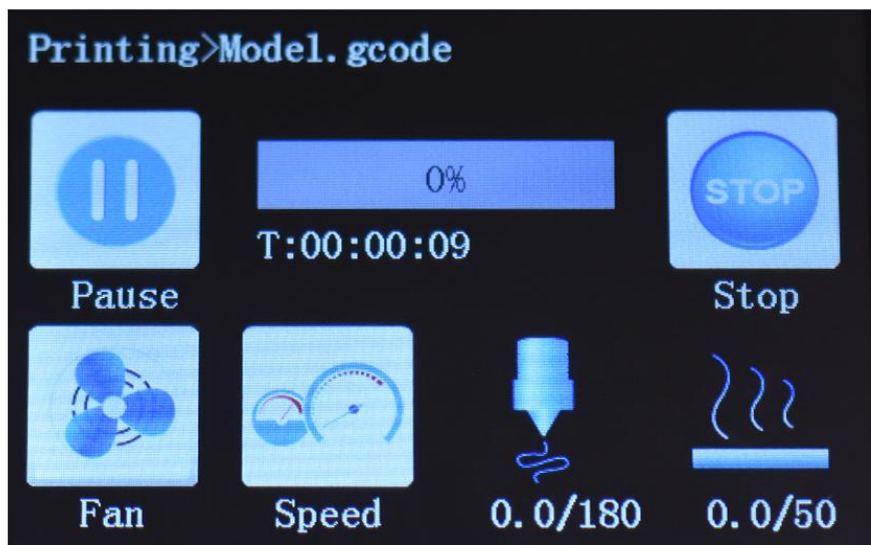 Printing>Model.gcode
0%
STOP
T:00:00:09
Pause
Stop
Fan
Speed
0.0/180
0.0/50